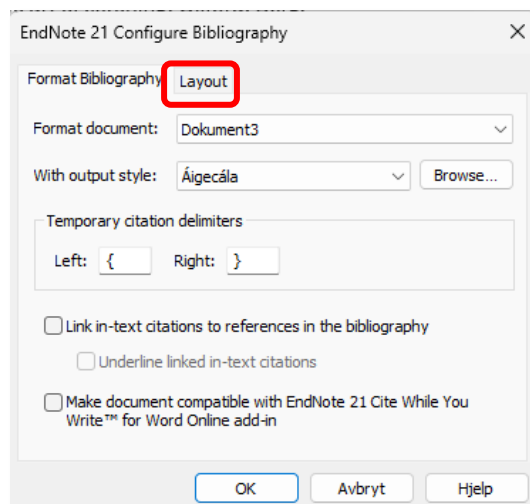 EndNote 21 Configure Bibliography
Format Bibliography Layout
Format document: Dokument3
With output style: Áigecála Browse...
Temporary citation delimiters
Left: { Right: }
Link in-text citations to references in the bibliography
Underline linked in-text citations
Make document compatible with EndNote 21 Cite While You
Write™ for Word Online add-in
OK Avbryt Hjelp